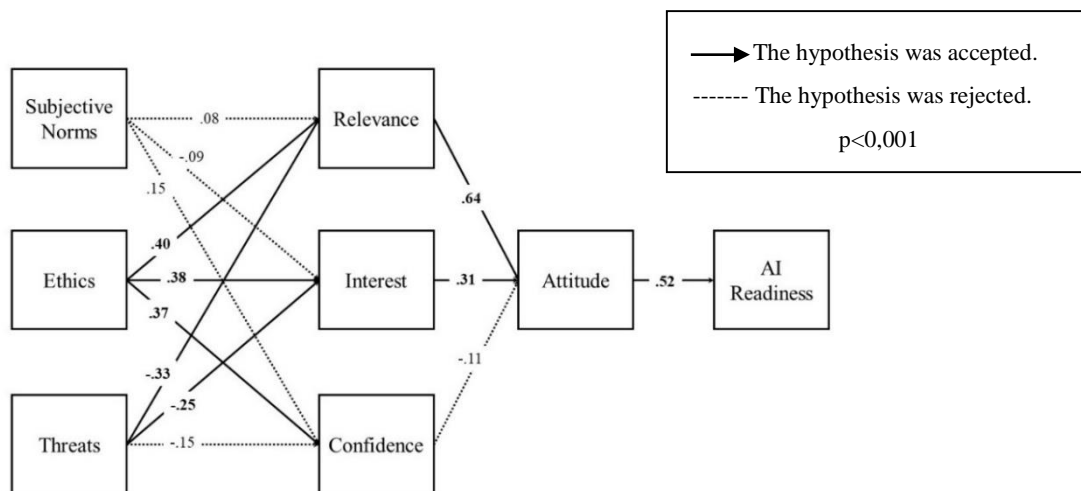 The hypothesis was accepted.
The hypothesis was rejected.
p<0,001
Subjective
Norms
.08
Relevance
-.09
.15
.64
.40
Ethics
.38
Interest
.31
Attitude
.52
AI
Readiness
.37
-.33
-.11
-.25
Threats
-.15
Confidence